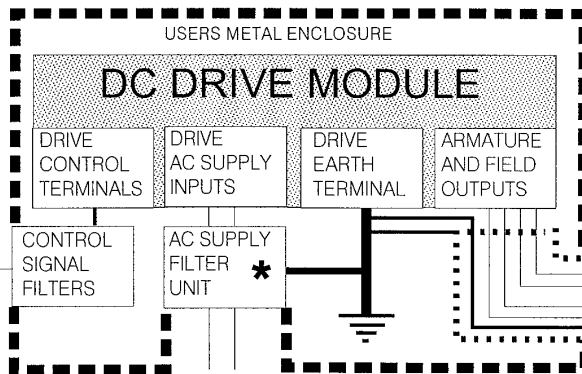 USERS METAL ENCLOSURE
DC DRIVE MODULE
DRIVE
CONTROL
TERMINALS
DRIVE
AC SUPPLY
INPUTS
DRIVE
EARTH
TERMINAL
ARMATURE
AND FIELD
OUTPUTS
CONTROL
SIGNAL
FILTERS
AC SUPPLY
FILTER
UNIT *